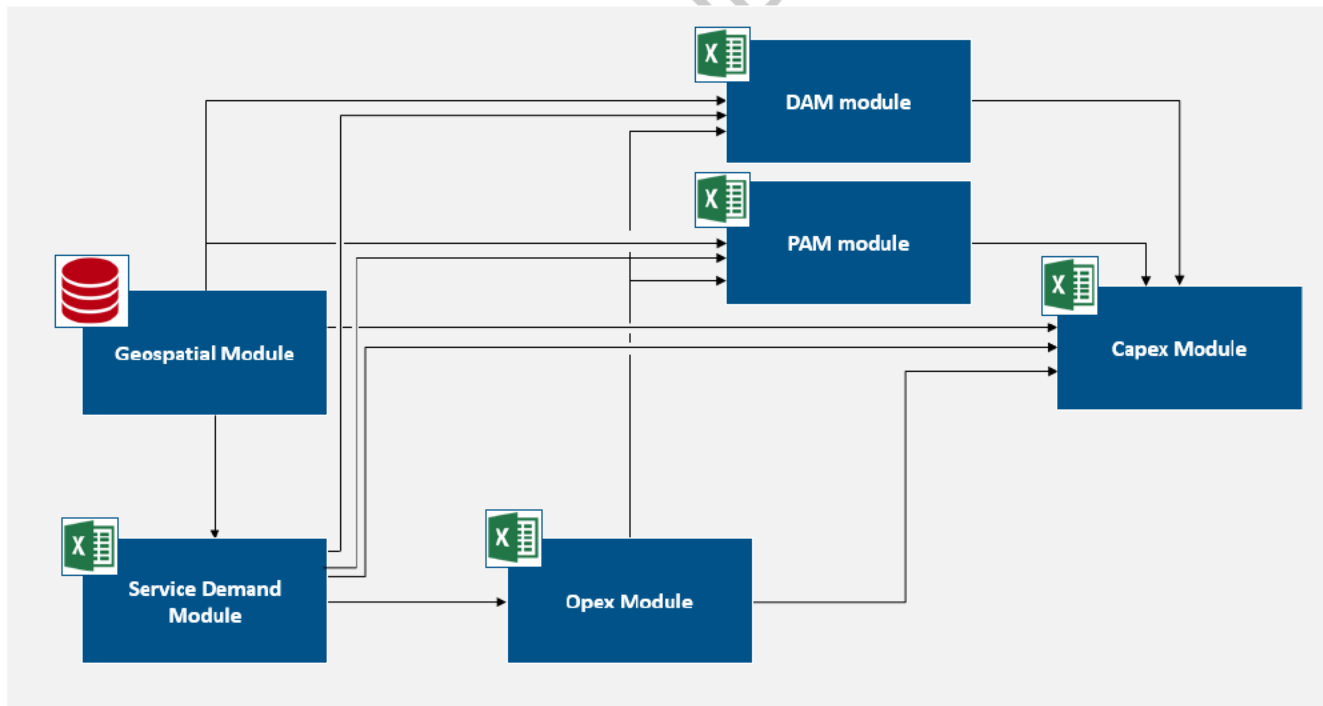 DAM module
PAM module
Geospatial Module
Capex Module
Service Demand
Module
Opex Module